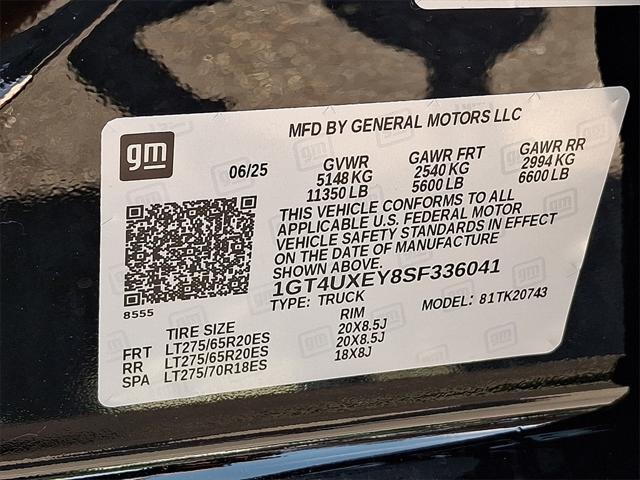 gm
MFD BY GENERAL MOTORS LLC
06/25
GVWR
5148 KG
11350 LB
GAWR FRT
2540 KG
5600 LB
GAWR RR
2994 KG
6600 LB
THIS VEHICLE CONFORMS TO ALL
APPLICABLE U.S. FEDERAL MOTOR
VEHICLE SAFETY STANDARDS IN EFFECT
ON THE DATE OF MANUFACTURE
SHOWN ABOVE.
1GT4UXEY8SF336041
TYPE: TRUCK
MODEL: 81TK20743
8555
TIRE SIZE RIM
FRT LT275/65R20ES 20X8.5J
RR LT275/65R20ES 20X8.5J
SPA LT275/70R18ES 18X8J